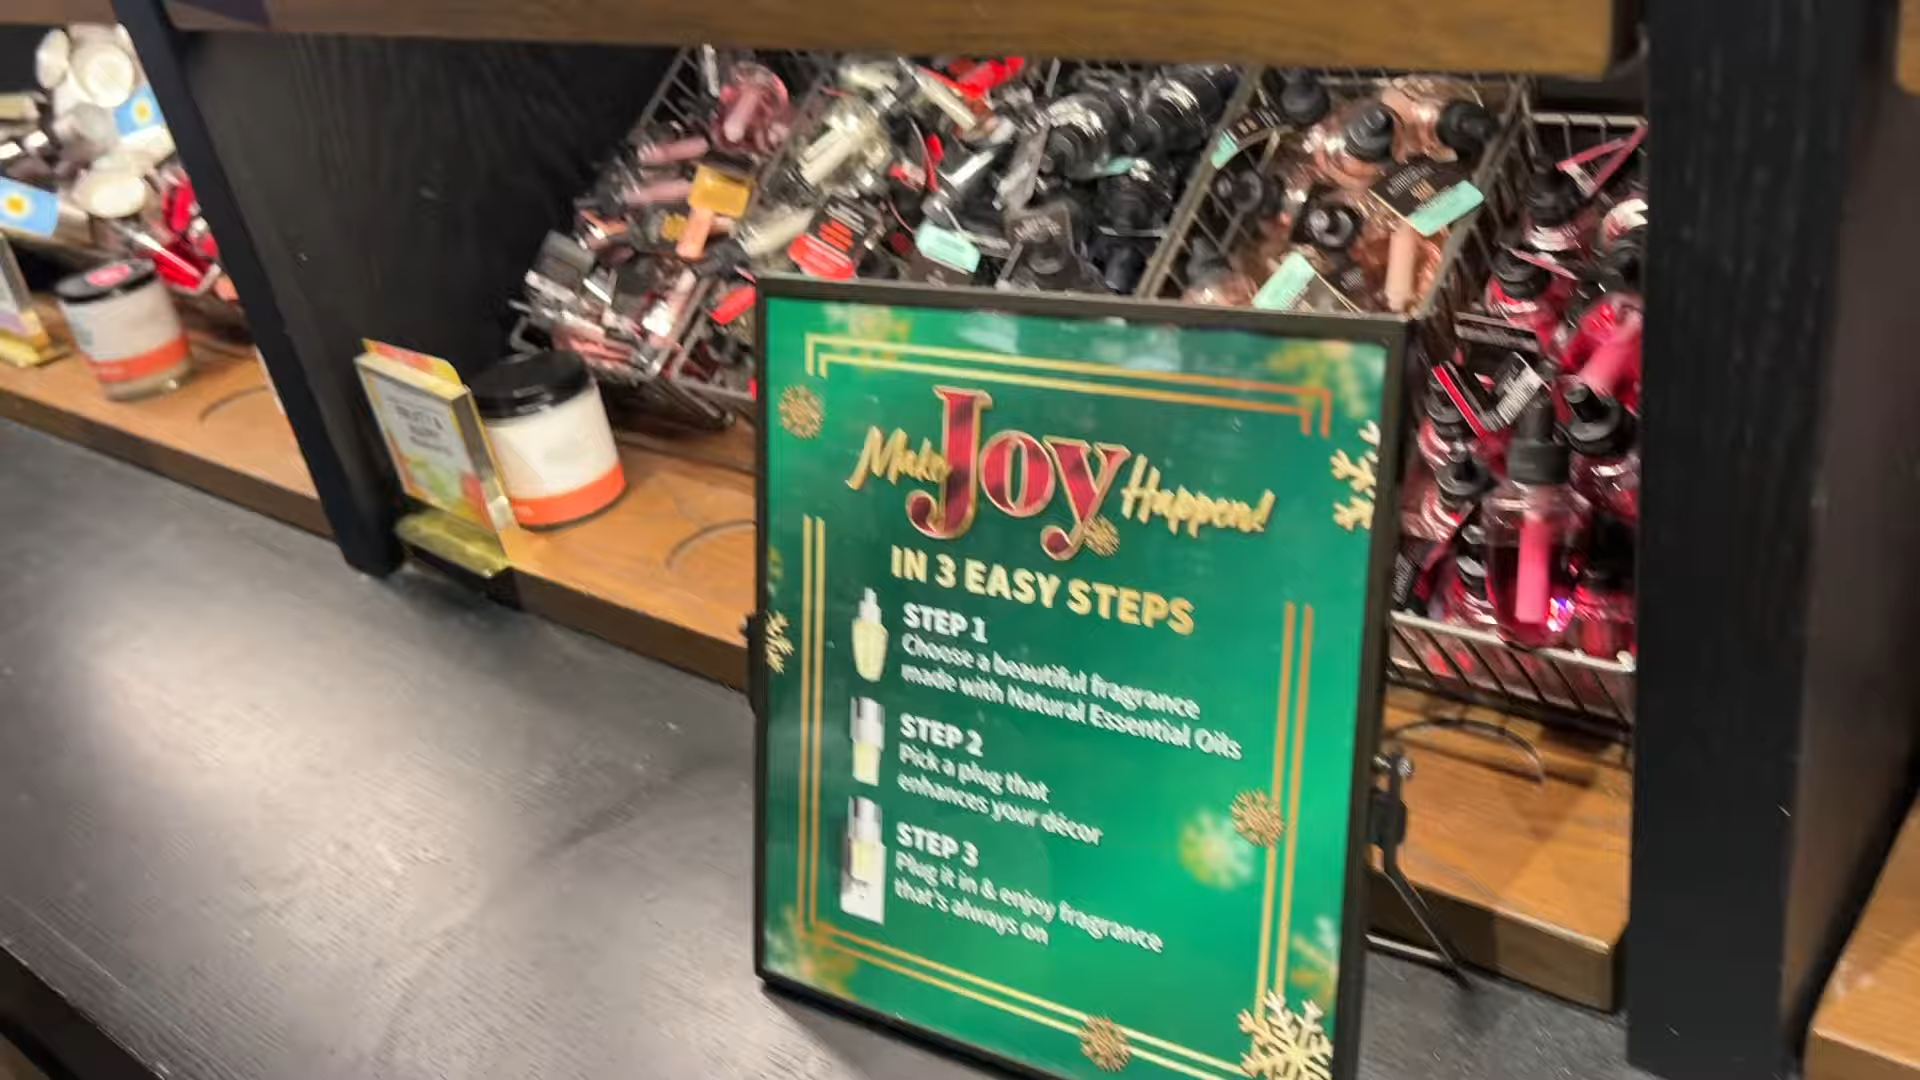 Make Joy Happen!
IN 3 EASY STEPS
STEP 1
Choose a beautiful fragrance
made with Natural Essential Oils
STEP 2
Pick a plug that
enhances your décor
STEP 3
Plug it in & enjoy fragrance
that's always on